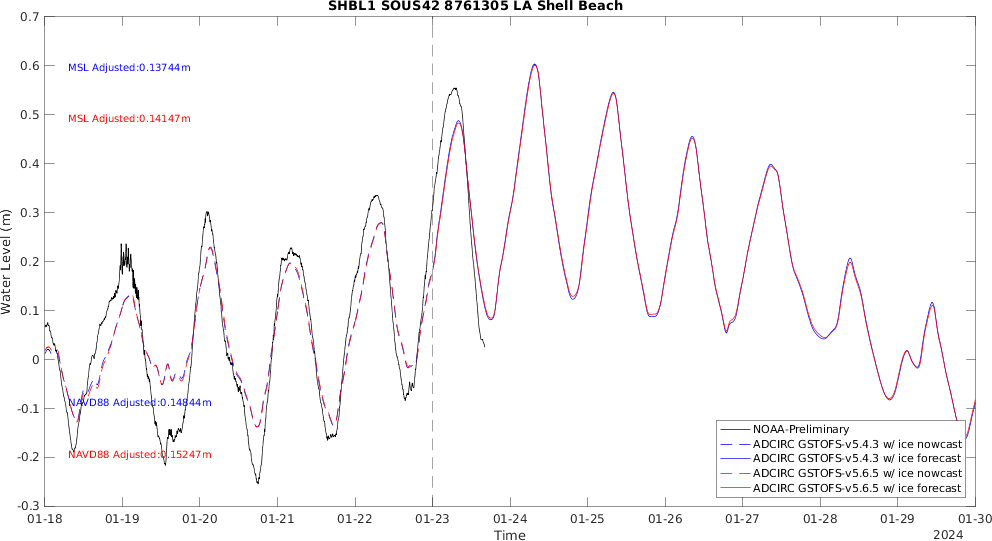 SHBL1 SOUS42 8761305 LA Shell Beach
0.7
0.6
0.5
0.4
0.3
0.2
0.1
0
-0.1
-0.2
-0.3
Water Level (m)
MSL Adjusted:0.13744m
MSL Adjusted:0.14147m
NAVD88 Adjusted:0.14844m
NAVD88 Adjusted:0.15247m
NOAA-Preliminary
ADCIRC GSTOFS-v5.4.3 w/ ice nowcast
ADCIRC GSTOFS-v5.4.3 w/ ice forecast
ADCIRC GSTOFS-v5.6.5 w/ ice nowcast
ADCIRC GSTOFS-v5.6.5 w/ ice forecast
01-18 01-19 01-20 01-21 01-22 01-23 01-24 01-25 01-26 01-27 01-28 01-29 01-30
Time
2024